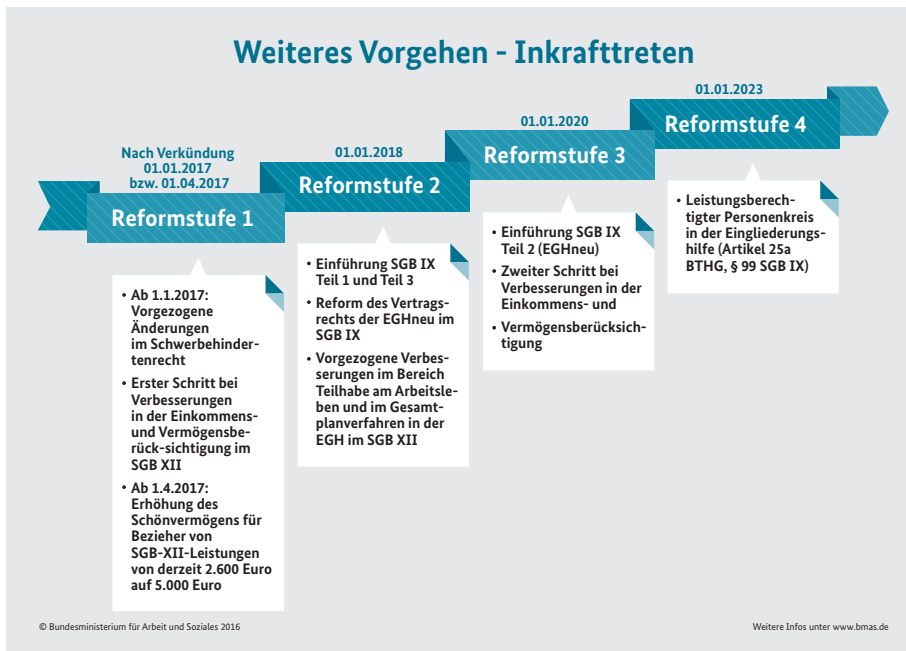 Weiteres Vorgehen - Inkrafttreten
Nach Verkündung
01.01.2017
bzw. 01.04.2017
Reformstufe 1
• Ab 1.1.2017:
Vorgezogene
Änderungen
im Schwerbehinder-
tenrecht
• Erster Schritt bei
Verbesserungen
in der Einkommens-
und Vermögensbe-
rück-sichtigung im
SGB XII
• Ab 1.4.2017:
Erhöhung des
Schönvermögens für
Bezieher von
SGB-XII-Leistungen
von derzeit 2.600 Euro
auf 5.000 Euro
01.01.2018
Reformstufe 2
• Einführung SGB IX
Teil 1 und Teil 3
• Reform des Vertrags-
rechts der EGHneu im
SGB IX
• Vorgezogene Verbes-
serungen im Bereich
Teilhabe am Arbeitsle-
ben und im Gesamt-
planverfahren in der
EGH im SGB XII
01.01.2020
Reformstufe 3
• Einführung SGB IX
Teil 2 (EGHneu)
• Zweiter Schritt bei
Verbesserungen in der
Einkommens- und
• Vermögensberücksich-
tigung
01.01.2023
Reformstufe 4
• Leistungsberech-
tigter Personenkreis
in der Eingliederungs-
hilfe (Artikel 25a
BTHG, § 99 SGB IX)
© Bundesministerium für Arbeit und Soziales 2016
Weitere Infos unter www.bmas.de